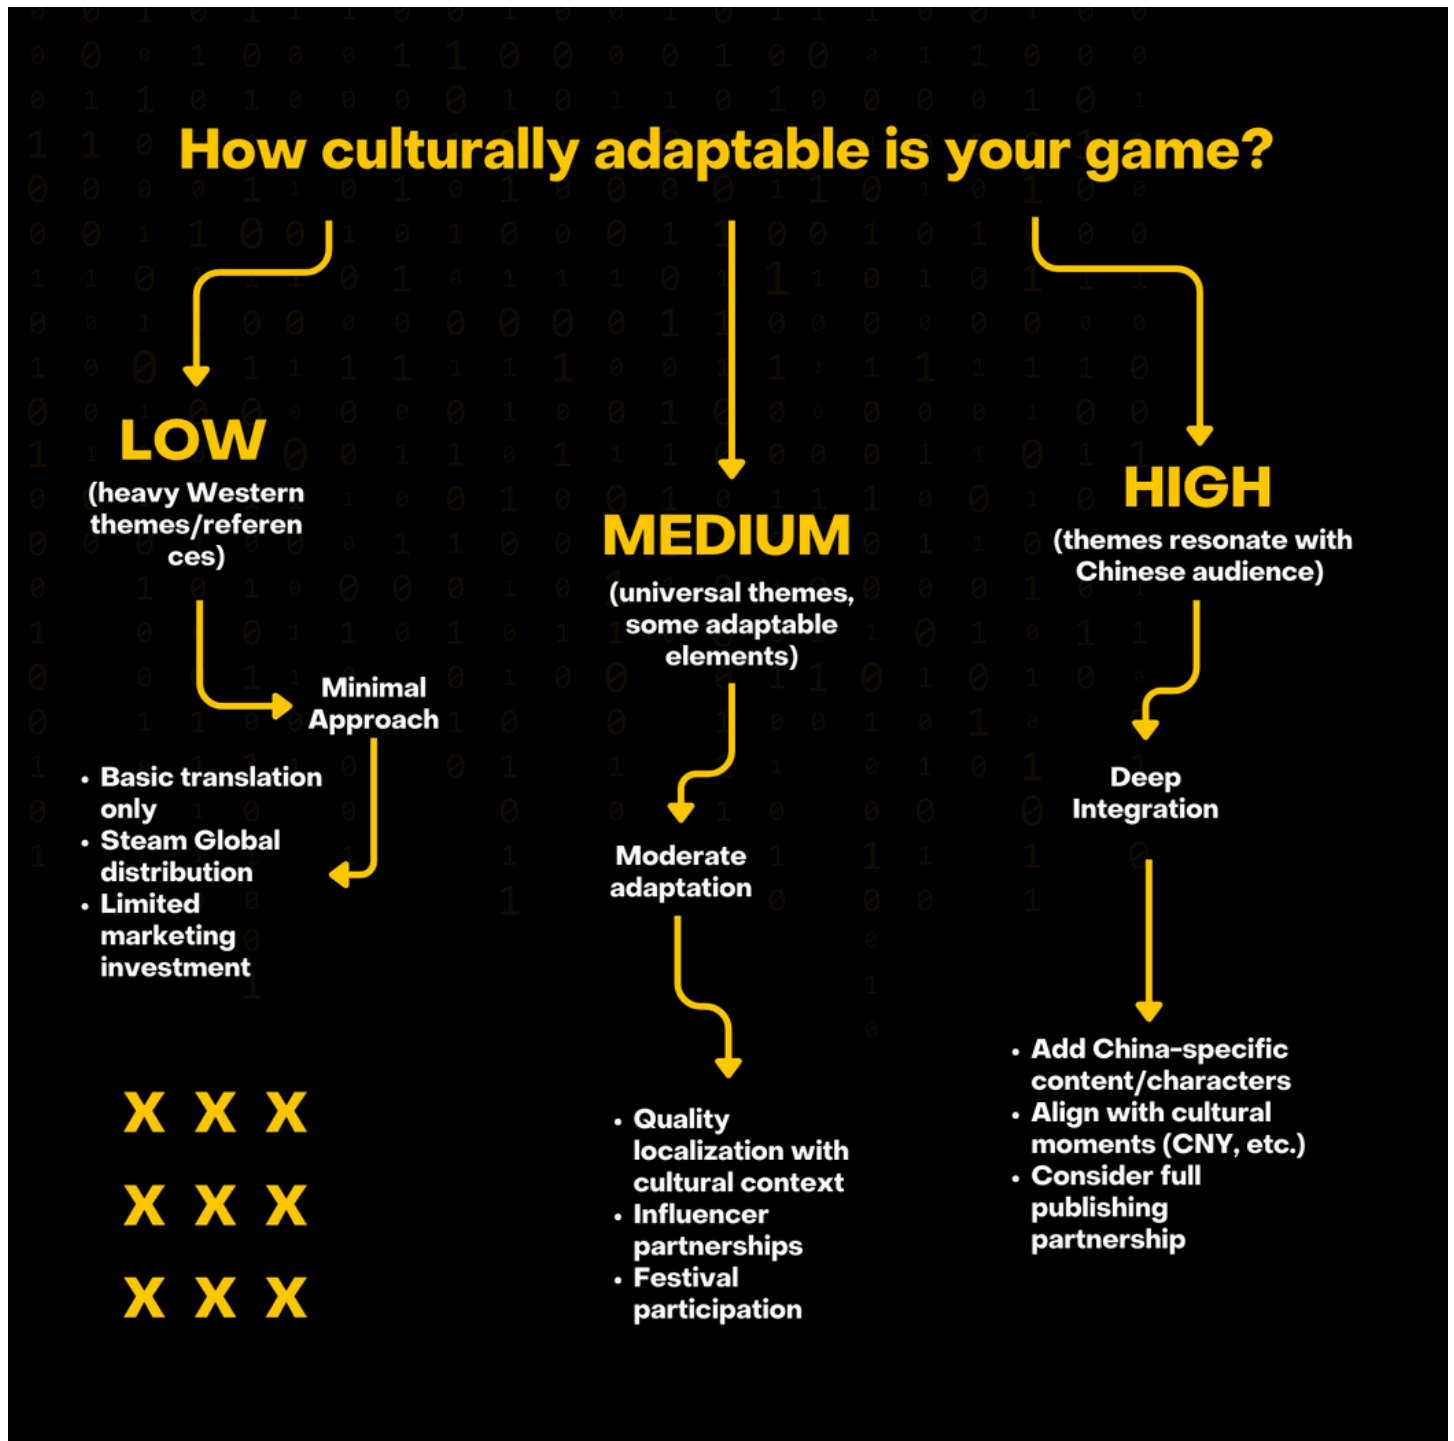 How culturally adaptable is your game?
LOW
(heavy Western
themes/referen
ces)
Minimal
Approach
• Basic translation
only
• Steam Global
distribution
• Limited
marketing
investment
X X X
X X X
X X X
MEDIUM
(universal themes,
some adaptable
elements)
Moderate
adaptation
• Quality
localization with
cultural context
• Influencer
partnerships
• Festival
participation
HIGH
(themes resonate with
Chinese audience)
Deep
Integration
• Add China-specific
content/characters
• Align with cultural
moments (CNY, etc.)
• Consider full
publishing
partnership